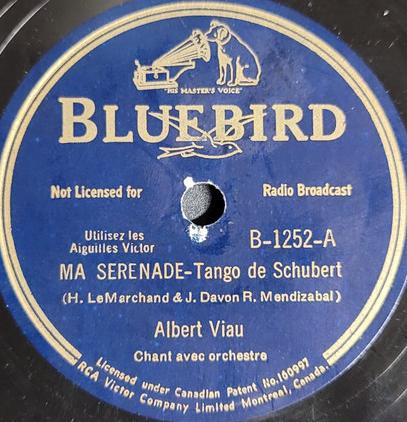 "HIS MASTER'S VOICE"
BLUEBIRD
Not Licensed for Radio Broadcast
Utilisez les
Aiguilles Victor
B-1252-A
MA SERENADE-Tango de Schubert
(H. LeMarchand & J. Davon R. Mendizabal)
Albert Viau
Chant avec orchestre
Licensed under Canadian Patent No. 160997
RCA Victor Company Limited Montreal, Canada.